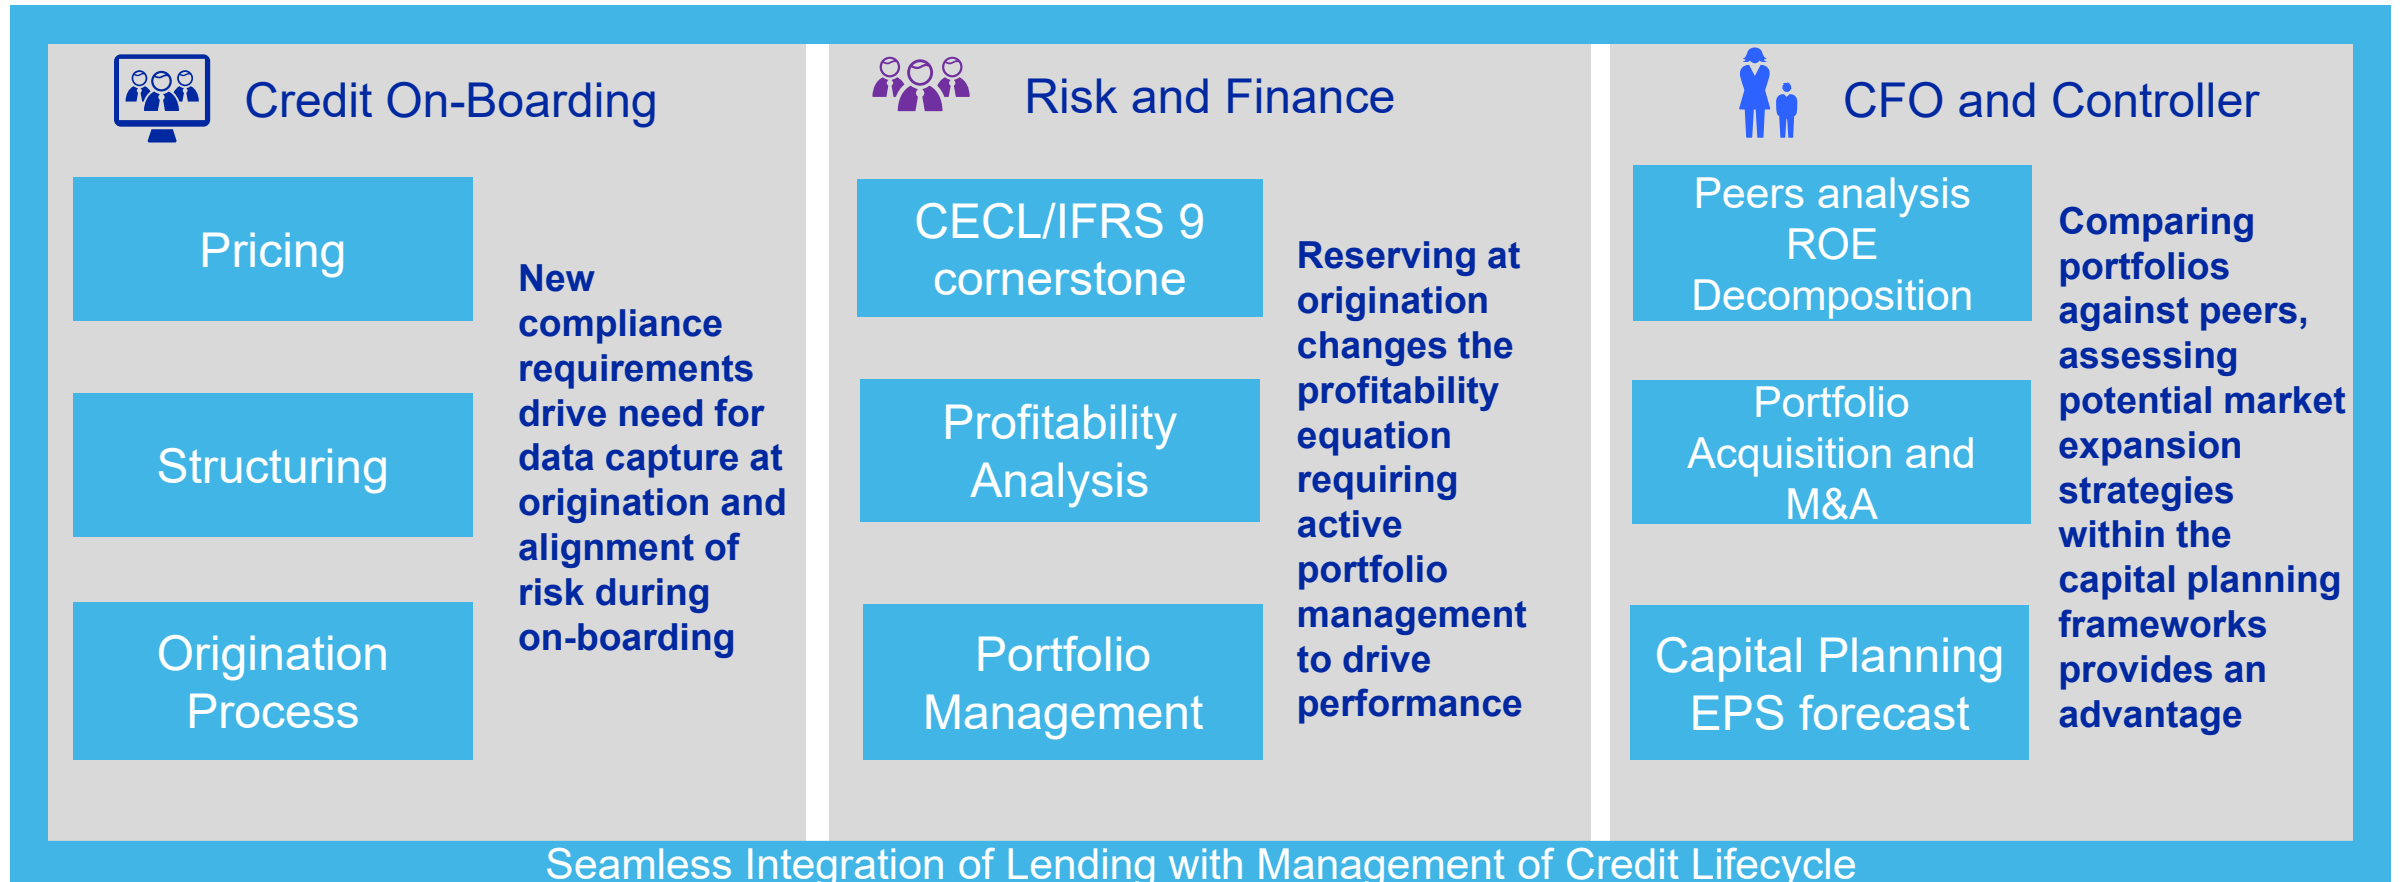 Credit On-Boarding
Pricing
Structuring
Origination
Process
New
compliance
requirements
drive need for
data capture at
origination and
alignment of
risk during
on-boarding
Risk and Finance
CECL/IFRS 9
cornerstone
Profitability
Analysis
Portfolio
Management
Reserving at
origination
changes the
profitability
equation
requiring
active
portfolio
management
to drive
performance
CFO and Controller
Peers analysis
ROE
Decomposition
Portfolio
Acquisition and
M&A
Capital Planning
EPS forecast
Comparing
portfolios
against peers,
assessing
potential market
expansion
strategies
within the
capital planning
frameworks
provides an
advantage
Seamless Integration of Lending with Management of Credit Lifecycle